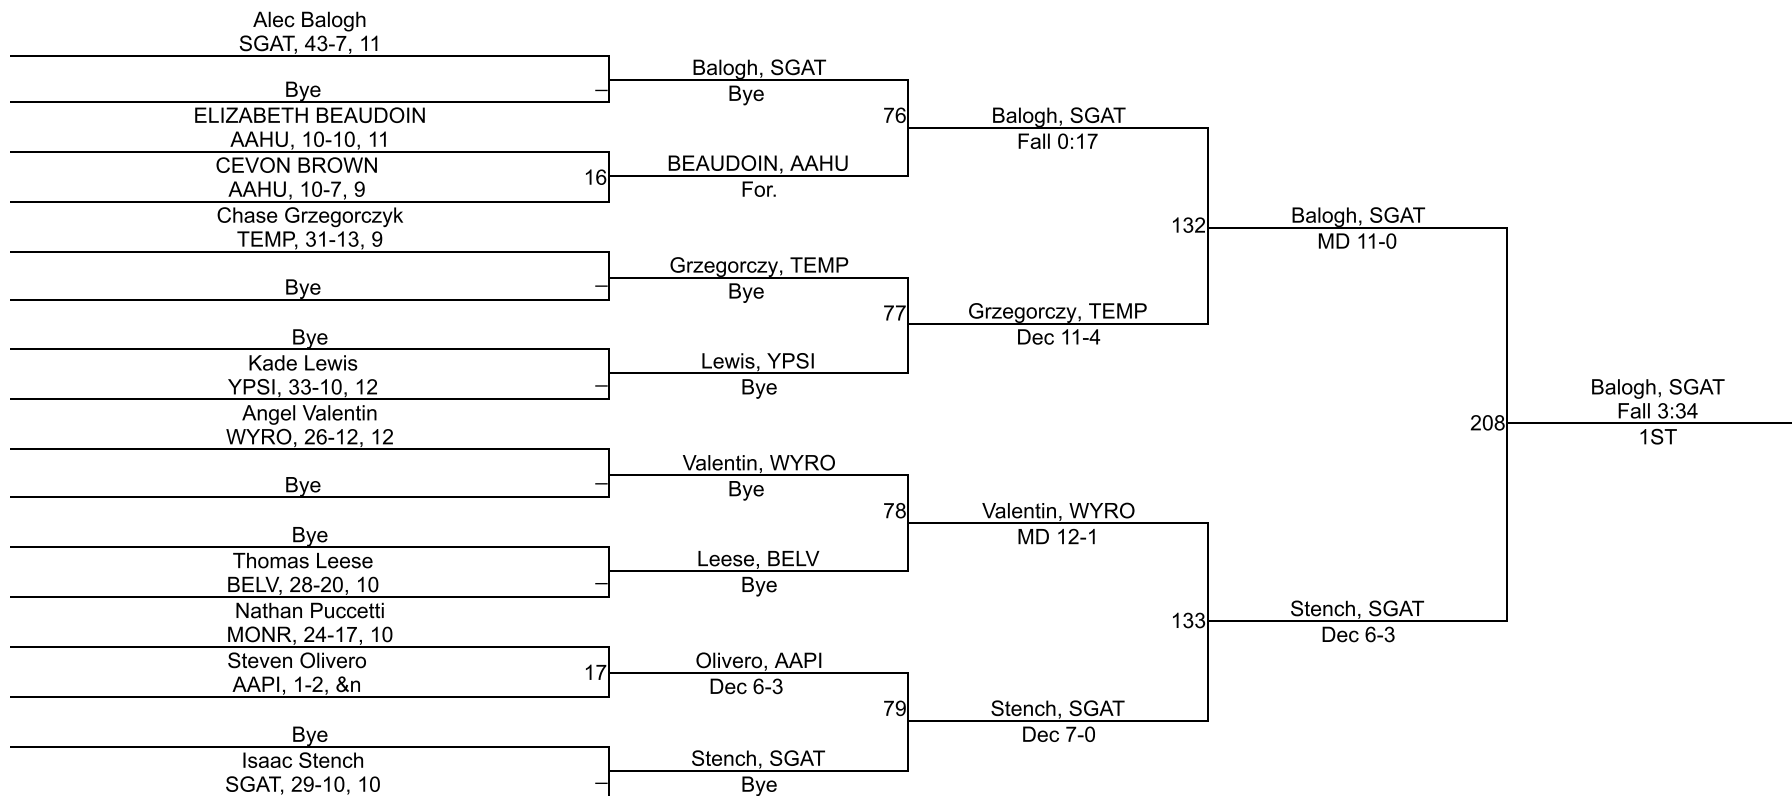 Alec Balogh
SGAT, 43-7, 11
Bye
–
Balogh, SGAT
Bye
ELIZABETH BEAUDOIN
AAHU, 10-10, 11
CEVON BROWN
AAHU, 10-7, 9
16
BEAUDOIN, AAHU
For.
76
Balogh, SGAT
Fall 0:17
Chase Grzegorczyk
TEMP, 31-13, 9
Bye
–
Grzegorczy, TEMP
Bye
Bye
Kade Lewis
YPSI, 33-10, 12
–
Lewis, YPSI
Bye
77
Grzegorczy, TEMP
Dec 11-4
132
Balogh, SGAT
MD 11-0
Angel Valentin
WYRO, 26-12, 12
Bye
–
Valentin, WYRO
Bye
Bye
Thomas Leese
BELV, 28-20, 10
–
Leese, BELV
Bye
78
Valentin, WYRO
MD 12-1
Nathan Puccetti
MONR, 24-17, 10
Steven Olivero
AAPI, 1-2, &n
17
Olivero, AAPI
Dec 6-3
Bye
Isaac Stench
SGAT, 29-10, 10
–
Stench, SGAT
Bye
79
Stench, SGAT
Dec 7-0
133
Stench, SGAT
Dec 6-3
208
Balogh, SGAT
Fall 3:34
1ST